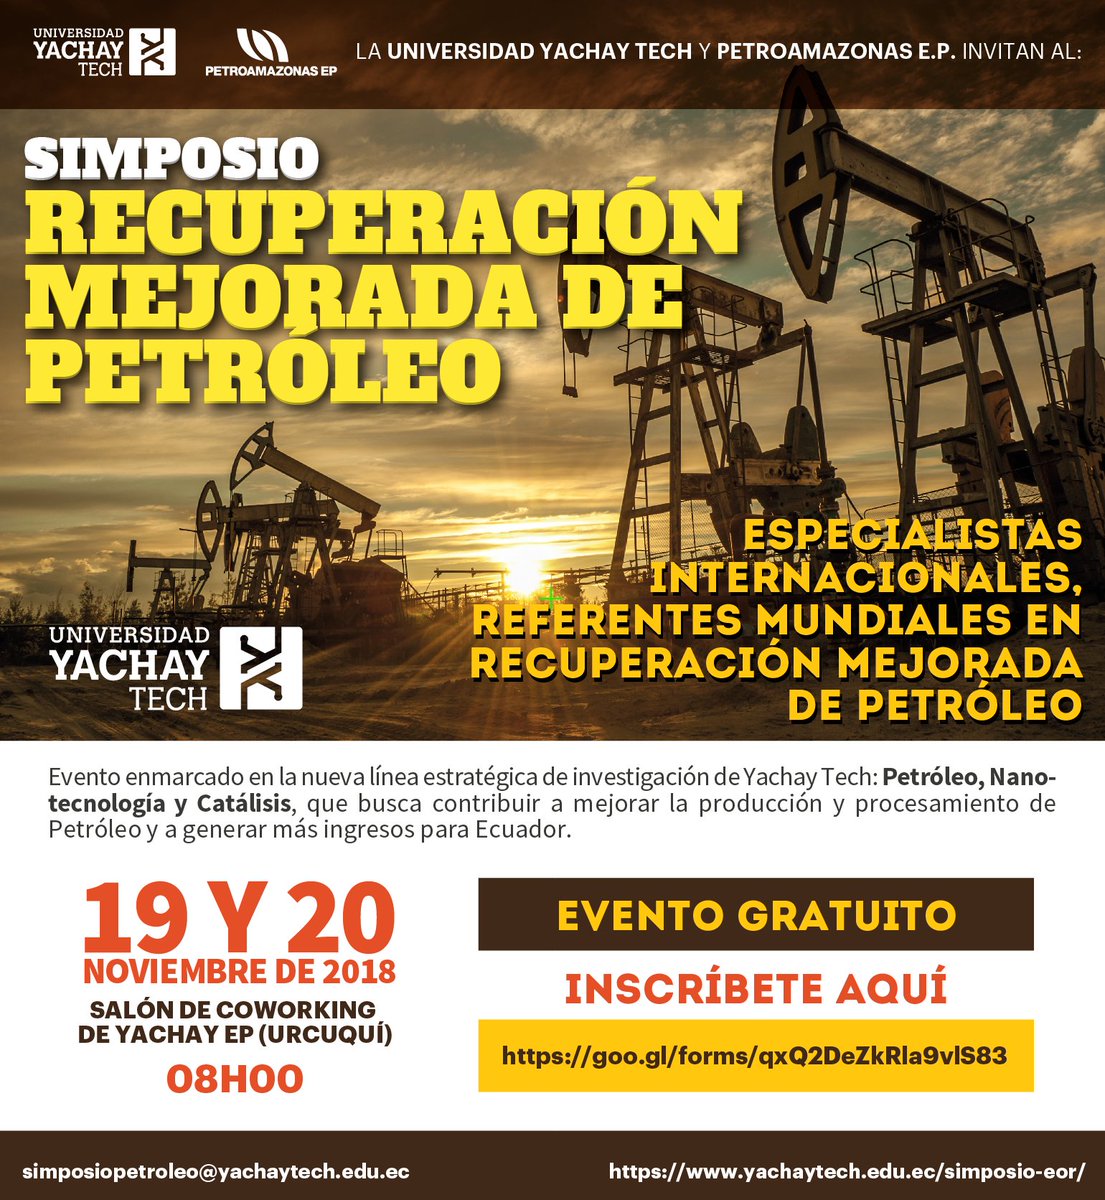 UNIVERSIDAD
YACHAY
TECH
PETROAMAZONAS EP
LA UNIVERSIDAD YACHAY TECH Y PETROAMAZONAS E.P. INVITAN AL:
SIMPOSIO
RECUPERACIÓN
MEJORADA DE
PETRÓLEO
ESPECIALISTAS
INTERNACIONALES,
REFERENTES MUNDIALES EN
RECUPERACIÓN MEJORADA
DE PETRÓLEO
UNIVERSIDAD
YACHAY
TECH
Evento enmarcado en la nueva línea estratégica de investigación de Yachay Tech: Petróleo, Nano-
tecnología y Catálisis, que busca contribuir a mejorar la producción y procesamiento de
Petróleo y a generar más ingresos para Ecuador.
19 Y 20
NOVIEMBRE DE 2018
SALÓN DE COWORKING
DE YACHAY EP (URCUQUÍ)
08H00
EVENTO GRATUITO
INSCRÍBETE AQUÍ
https://goo.gl/forms/qxQ2DeZkRla9vlS83
simposiopetroleo@yachaytech.edu.ec
https://www.yachaytech.edu.ec/simposio-eor/